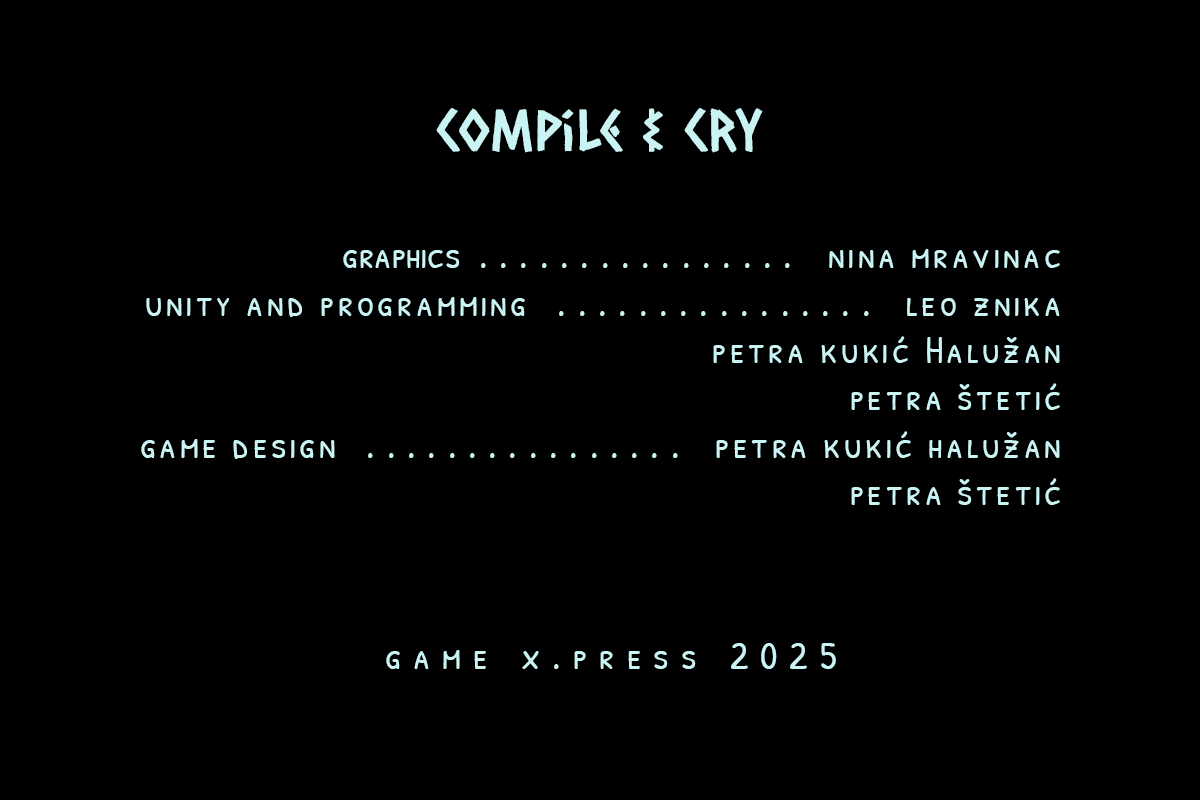 COMPILE & CRY
GRAPHICS ................ NINA MRAVINAC
UNITY AND PROGRAMMING ................ LEO ZNIKA
PETRA KUKIĆ HALUŽAN
PETRA ŠTETIĆ
GAME DESIGN ................ PETRA KUKIĆ HALUŽAN
PETRA ŠTETIĆ
GAME X.PRESS 2025